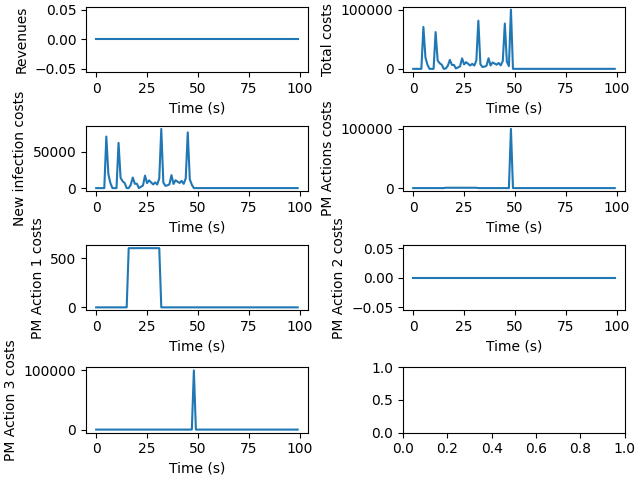 Revenues
0.05
0.00
−0.05
0 25 50 75 100
Time (s)
Total costs
100000
0
0 25 50 75 100
Time (s)
New infection costs
50000
0
0 25 50 75 100
Time (s)
PM Actions costs
100000
0
0 25 50 75 100
Time (s)
PM Action 1 costs
500
0
0 25 50 75 100
Time (s)
PM Action 2 costs
0.05
0.00
−0.05
0 25 50 75 100
Time (s)
PM Action 3 costs
100000
0
0 25 50 75 100
Time (s)
1.0
0.5
0.0
0.0 0.2 0.4 0.6 0.8 1.0